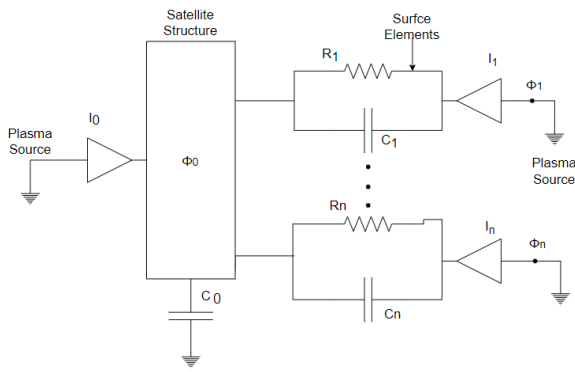 Satellite
Structure
Surfce
Elements
R1
I1
Φ1
C1
I0
Plasma
Source
Φ0
Plasma
Source
Rn
In
Φn
C0
Cn